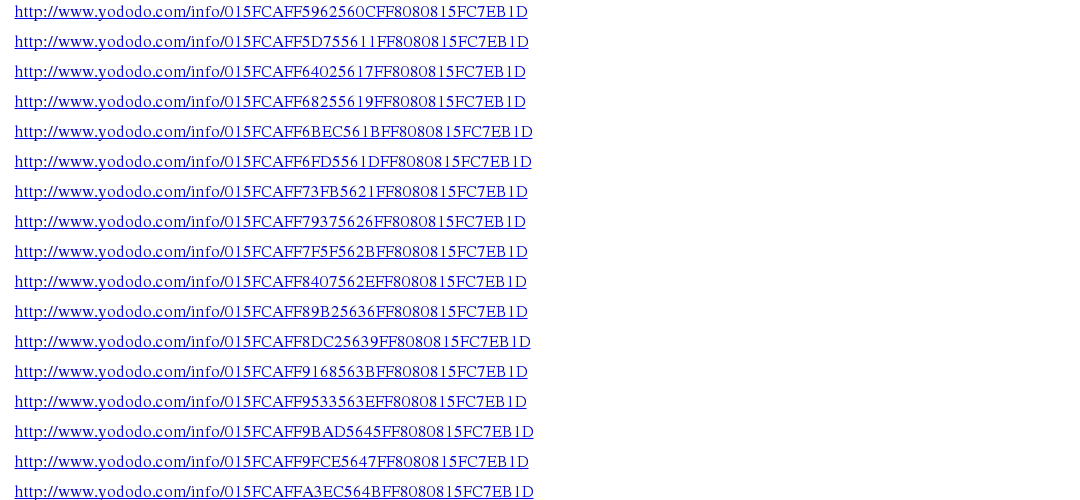 http://www.yododo.com/info/015FCAFF5962560CFF8080815FC7EB1D
http://www.yododo.com/info/015FCAFF5D755611FF8080815FC7EB1D
http://www.yododo.com/info/015FCAFF64025617FF8080815FC7EB1D
http://www.yododo.com/info/015FCAFF68255619FF8080815FC7EB1D
http://www.yododo.com/info/015FCAFF6BEC561BFF8080815FC7EB1D
http://www.yododo.com/info/015FCAFF6FD5561DFF8080815FC7EB1D
http://www.yododo.com/info/015FCAFF73FB5621FF8080815FC7EB1D
http://www.yododo.com/info/015FCAFF79375626FF8080815FC7EB1D
http://www.yododo.com/info/015FCAFF7F5F562BFF8080815FC7EB1D
http://www.yododo.com/info/015FCAFF8407562EFF8080815FC7EB1D
http://www.yododo.com/info/015FCAFF89B25636FF8080815FC7EB1D
http://www.yododo.com/info/015FCAFF8DC25639FF8080815FC7EB1D
http://www.yododo.com/info/015FCAFF9168563BFF8080815FC7EB1D
http://www.yododo.com/info/015FCAFF9533563EFF8080815FC7EB1D
http://www.yododo.com/info/015FCAFF9BAD5645FF8080815FC7EB1D
http://www.yododo.com/info/015FCAFF9FCE5647FF8080815FC7EB1D
http://www.yododo.com/info/015FCAFFA3EC564BFF8080815FC7EB1D